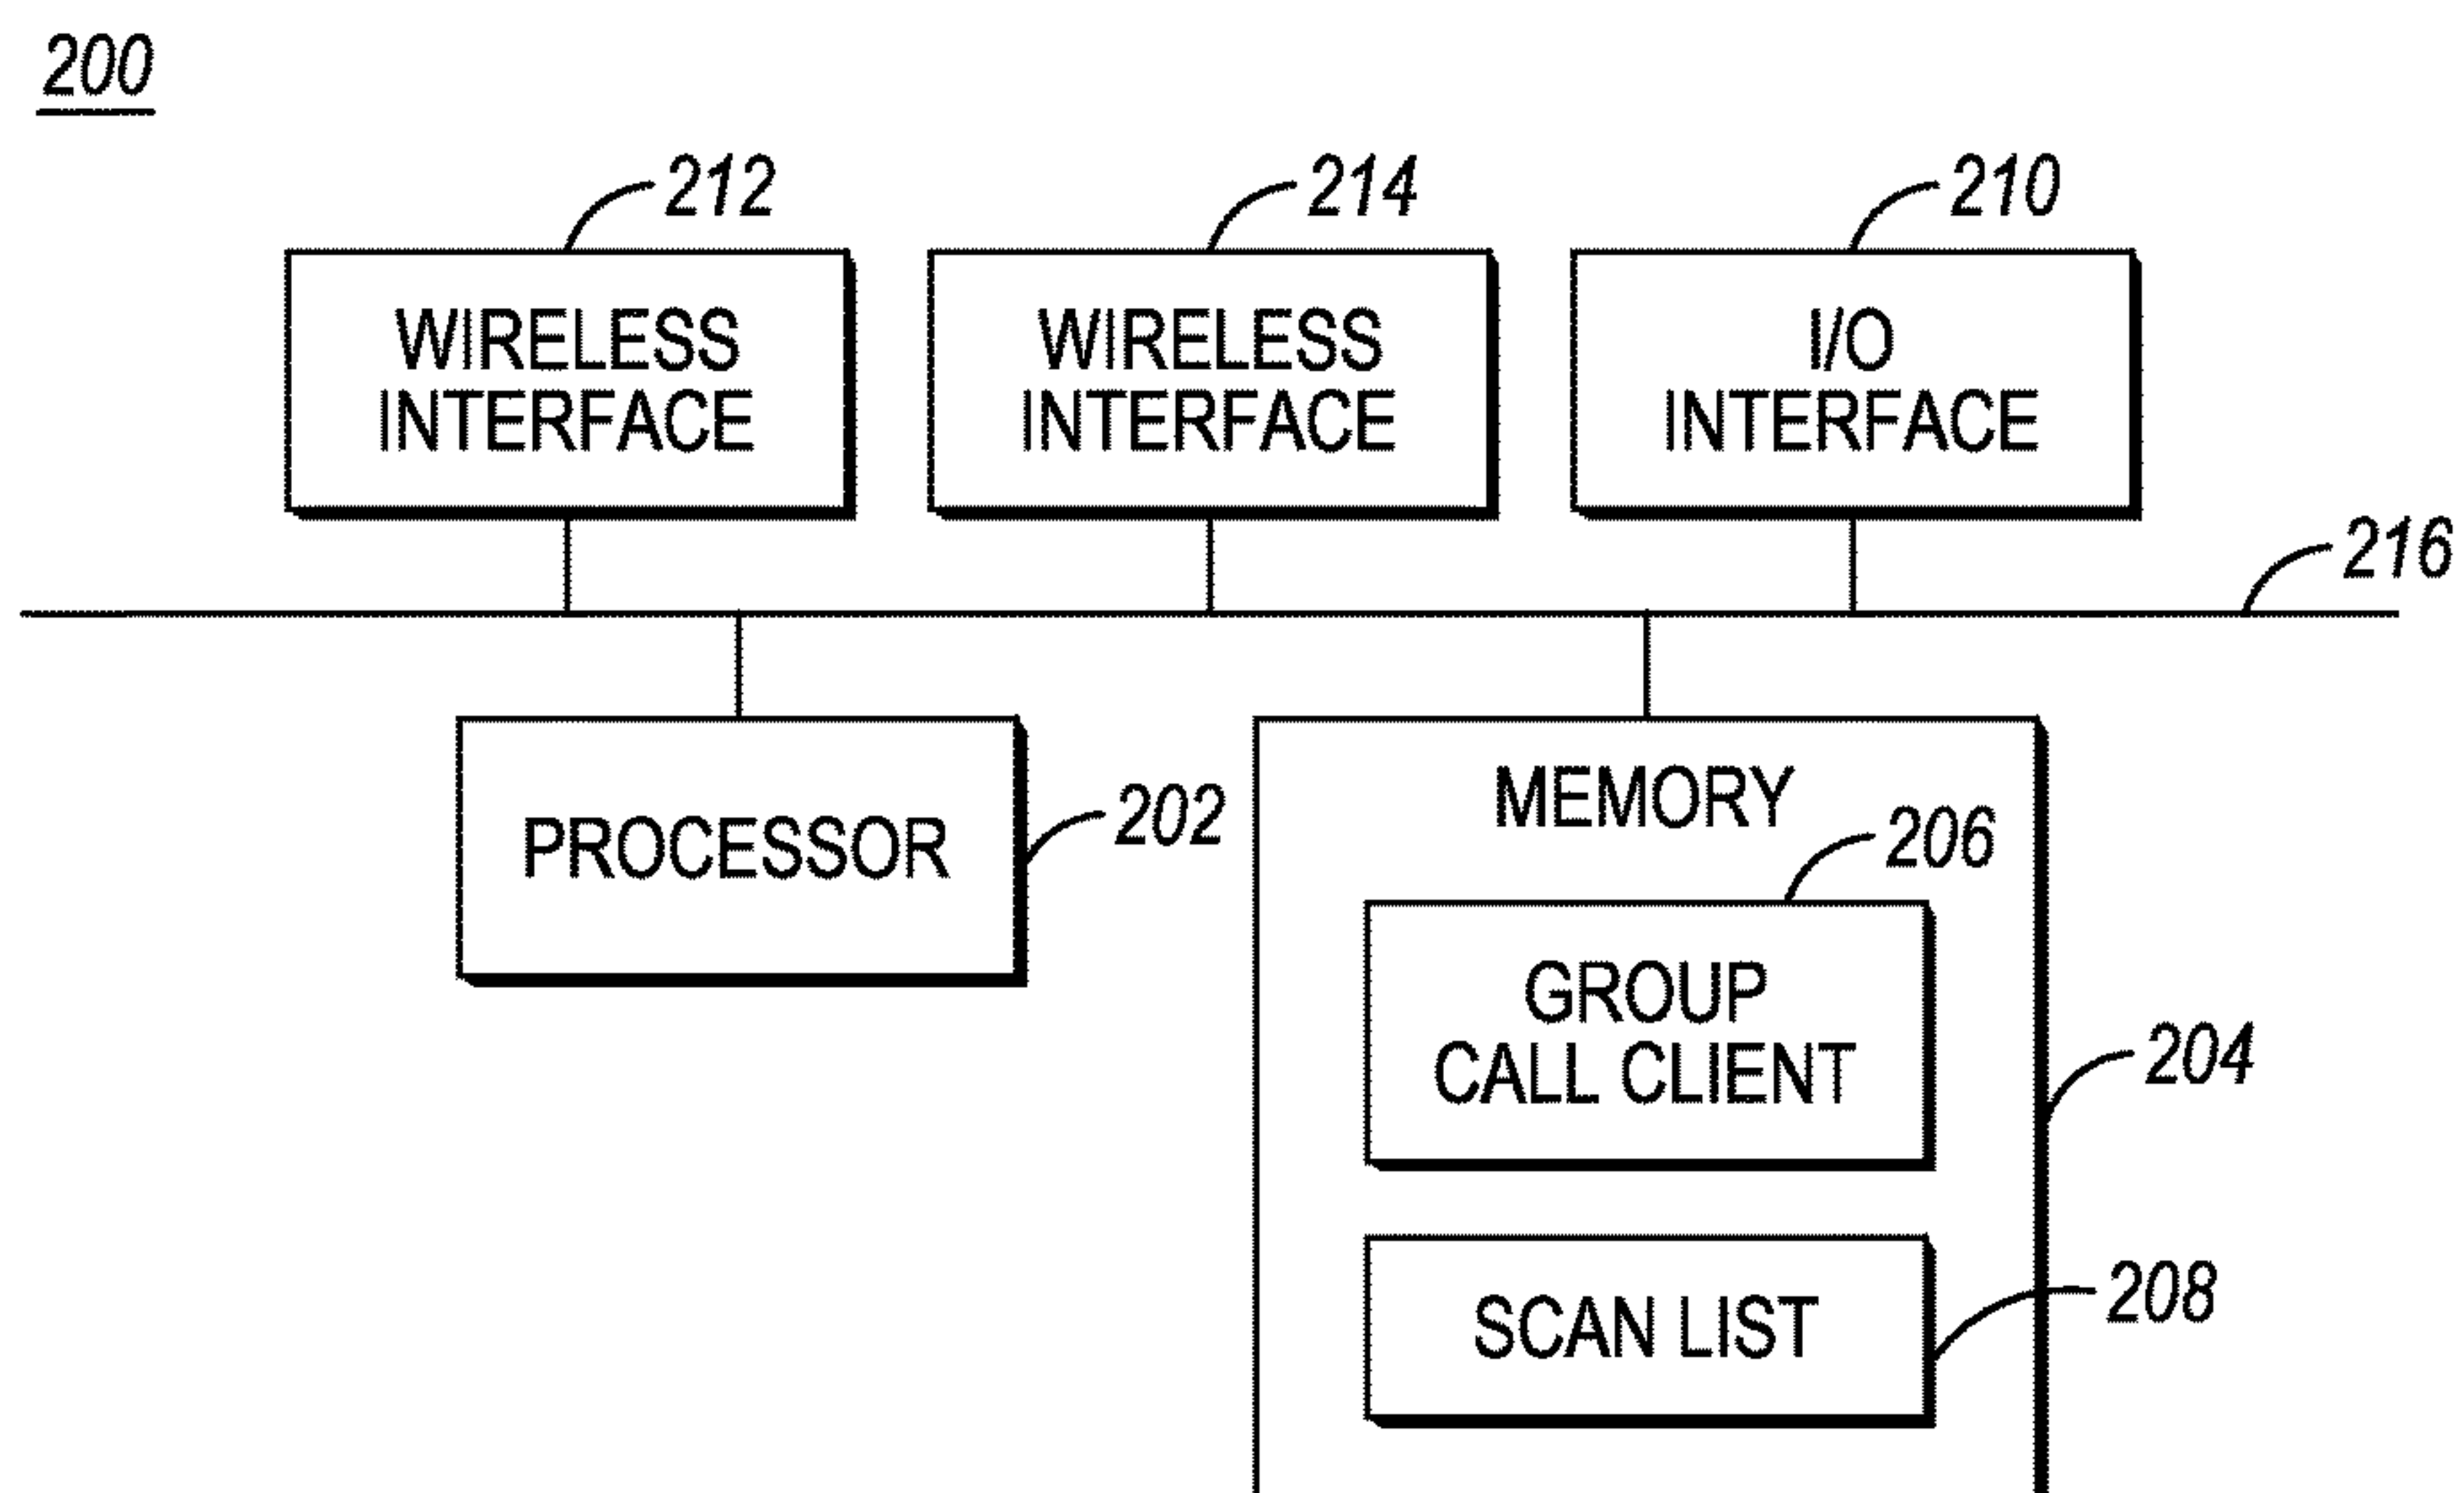 200
212
214
210
WIRELESS
INTERFACE
WIRELESS
INTERFACE
I/O
INTERFACE
216
PROCESSOR
202
MEMORY
206
GROUP
CALL CLIENT
204
SCAN LIST
208